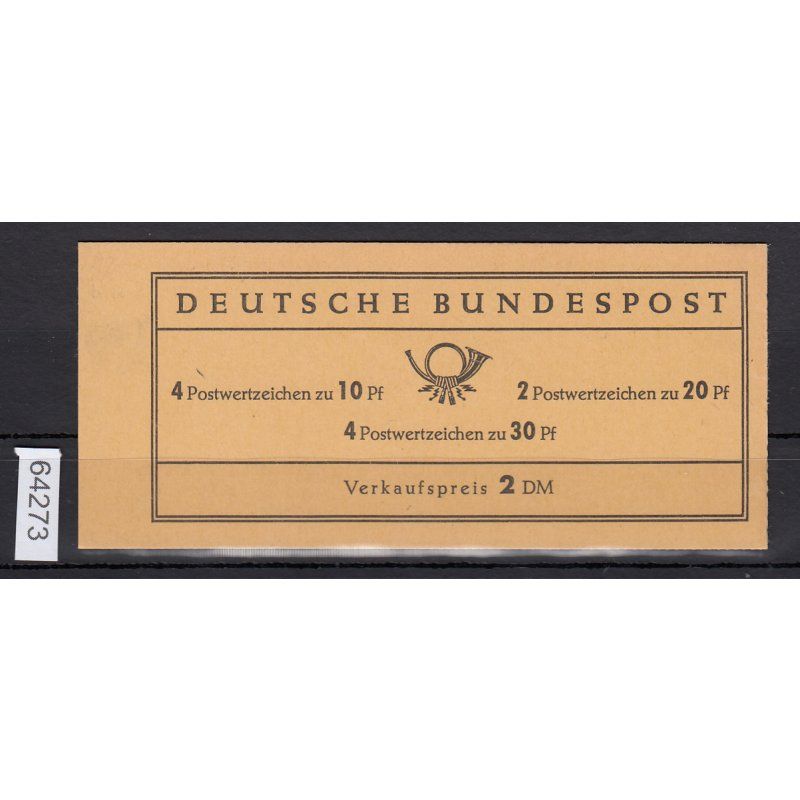 DEUTSCHE BUNDESPOST
4 Postwertzeichen zu 10 Pf 2 Postwertzeichen zu 20 Pf
4 Postwertzeichen zu 30 Pf
Verkaufspreis 2 DM
64273